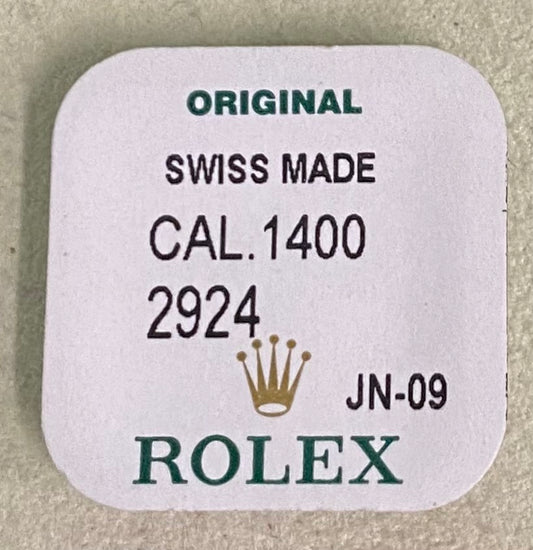 ORIGINAL
SWISS MADE
CAL.1400
2924
JN-09
ROLEX